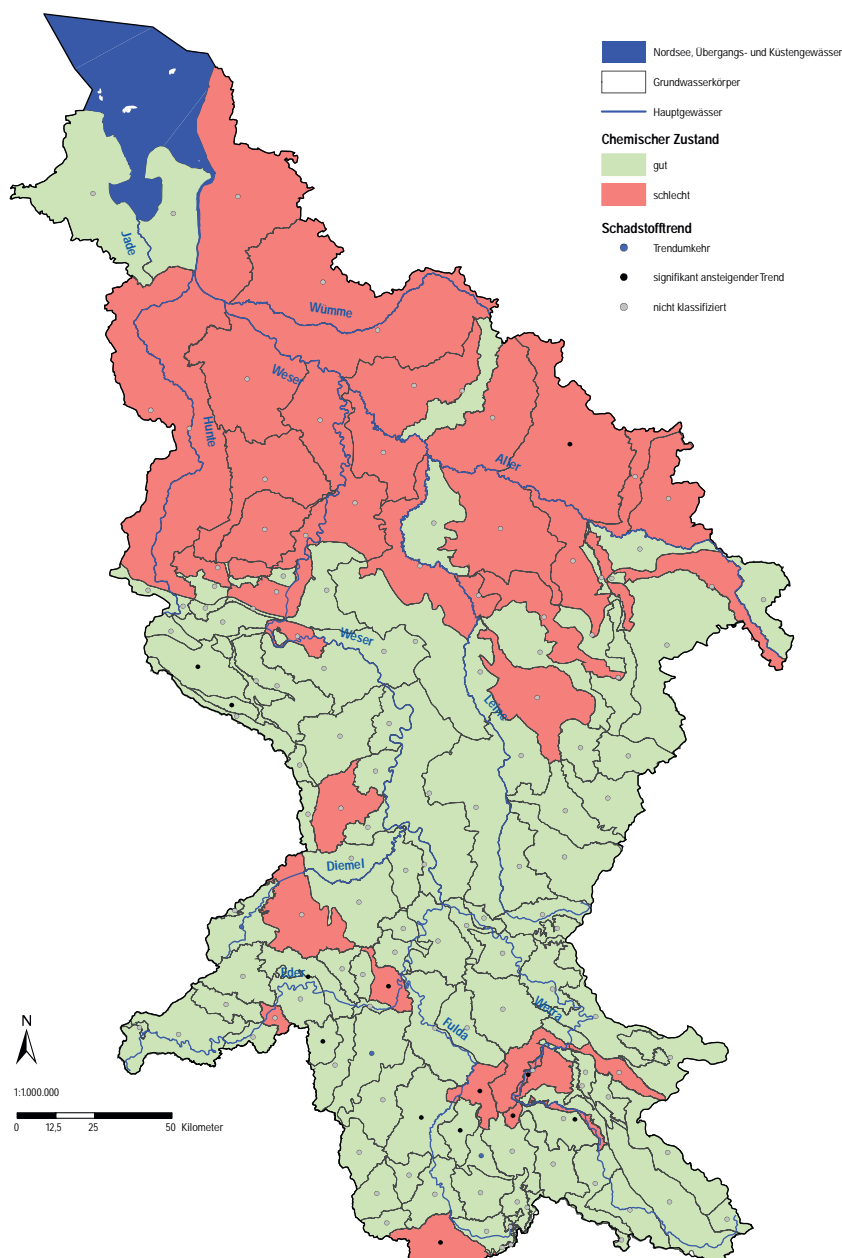 Nordsee, Übergangs- und Küstengewässer
Grundwasserkörper
Hauptgewässer
Chemischer Zustand
gut
schlecht
Schadstofftrend
Trendumkehr
signifikant ansteigender Trend
nicht klassifiziert
Jade
Wümme
Weser
Hunte
Aller
Weser
Leine
Diemel
Eder
Werra
Fulda
N
1:1.000.000
0 12,5 25 50 Kilometer